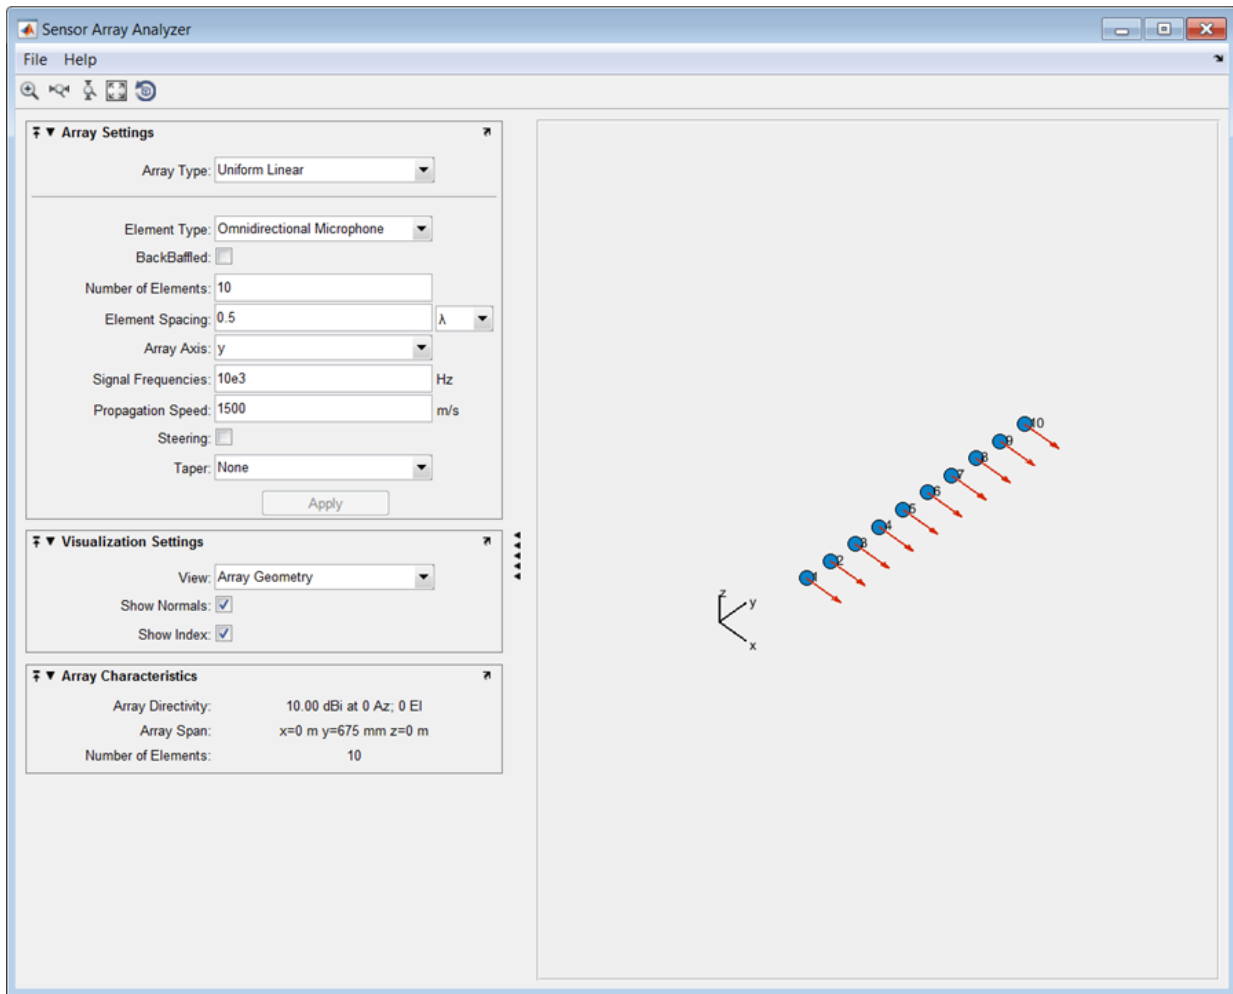 Sensor Array Analyzer
File Help
Array Settings
Array Type: Uniform Linear
Element Type: Omnidirectional Microphone
BackBaffled:
Number of Elements: 10
Element Spacing: 0.5 λ
Array Axis: y
Signal Frequencies: 10e3 Hz
Propagation Speed: 1500 m/s
Steering:
Taper: None
Apply
Visualization Settings
View: Array Geometry
Show Normals:
Show Index:
Array Characteristics
Array Directivity: 10.00 dBi at 0 Az; 0 El
Array Span: x=0 m y=675 mm z=0 m
Number of Elements: 10
10
9
8
7
6
5
4
3
2
1
z
y
x